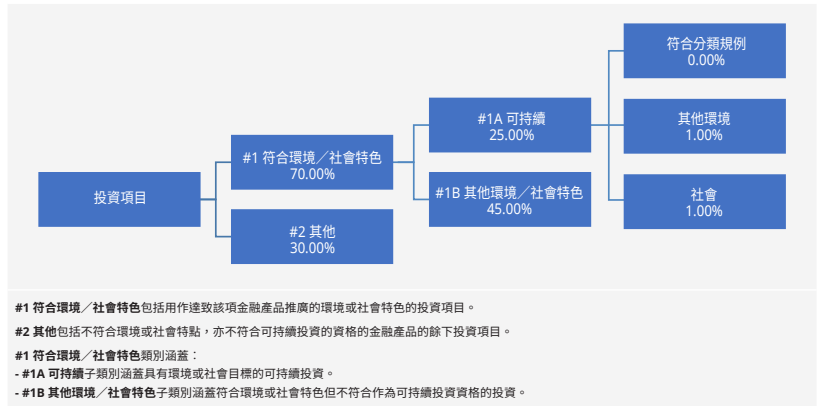 投資項目
#1 符合環境／社會特色
70.00%
#2 其他
30.00%
#1A 可持續
25.00%
#1B 其他環境／社會特色
45.00%
符合分類規例
0.00%
其他環境
1.00%
社會
1.00%
#1 符合環境／社會特色包括用作達致該項金融產品推廣的環境或社會特色的投資項目。
#2 其他包括不符合環境或社會特點，亦不符合可持續投資的資格的金融產品的餘下投資項目。
#1 符合環境／社會特色類別涵蓋：
- #1A 可持續子類別涵蓋具有環境或社會目標的可持續投資。
- #1B 其他環境／社會特色子類別涵蓋符合環境或社會特色但不符合作為可持續投資資格的投資。